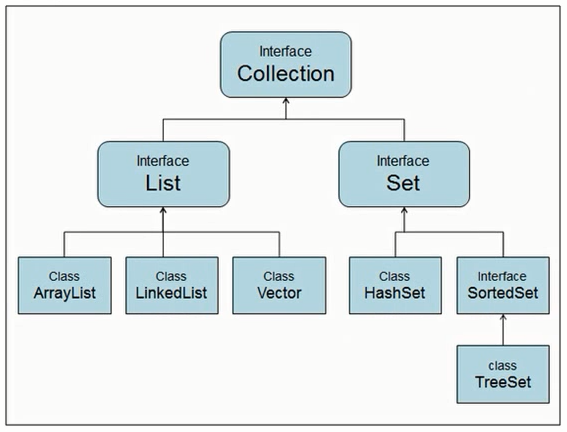 Interface
Collection
Interface
List
Interface
Set
Class
ArrayList
Class
LinkedList
Class
Vector
Class
HashSet
Interface
SortedSet
class
TreeSet